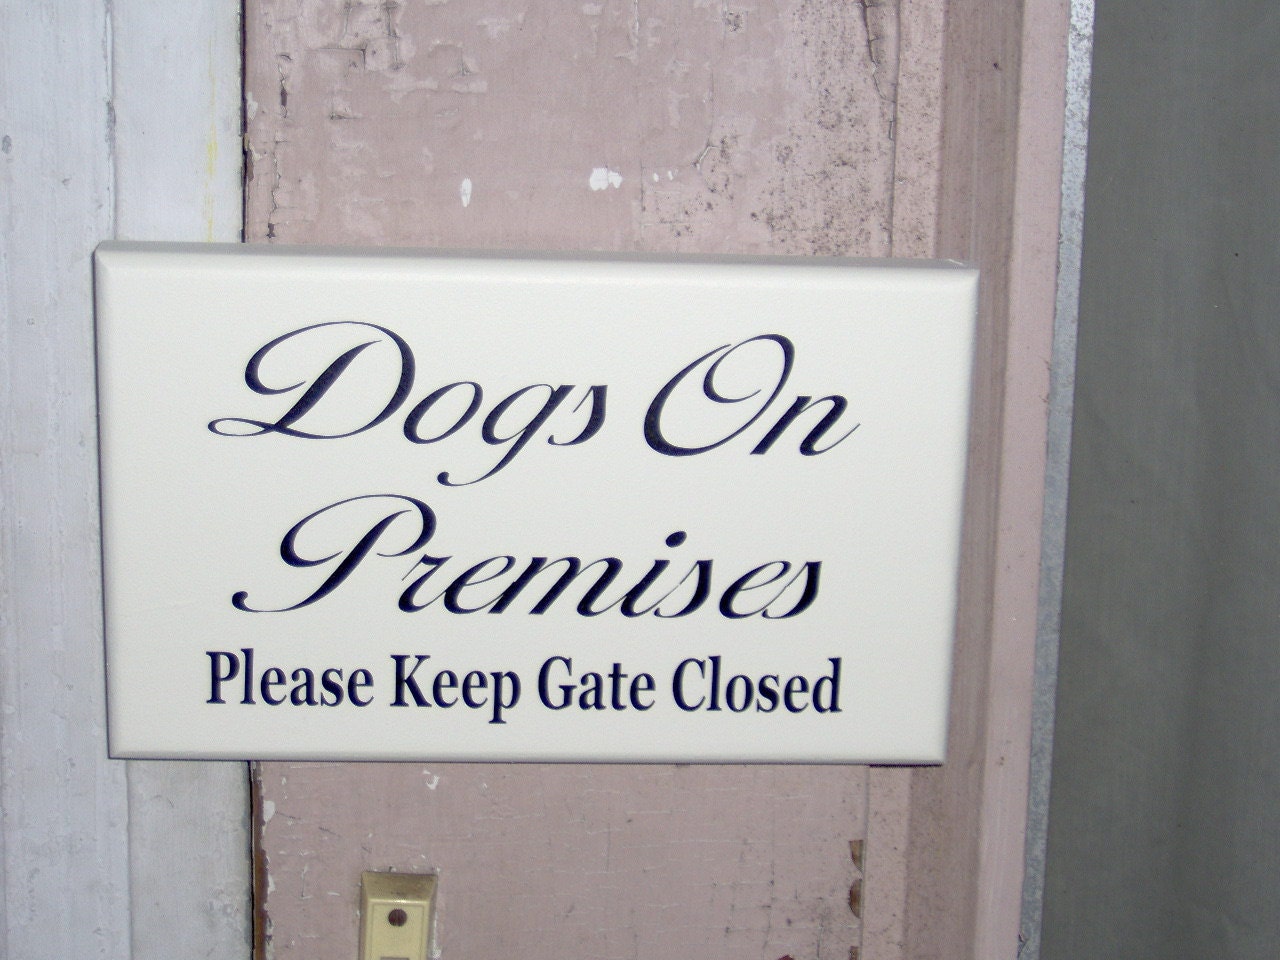 Dogs On
Premises
Please Keep Gate Closed